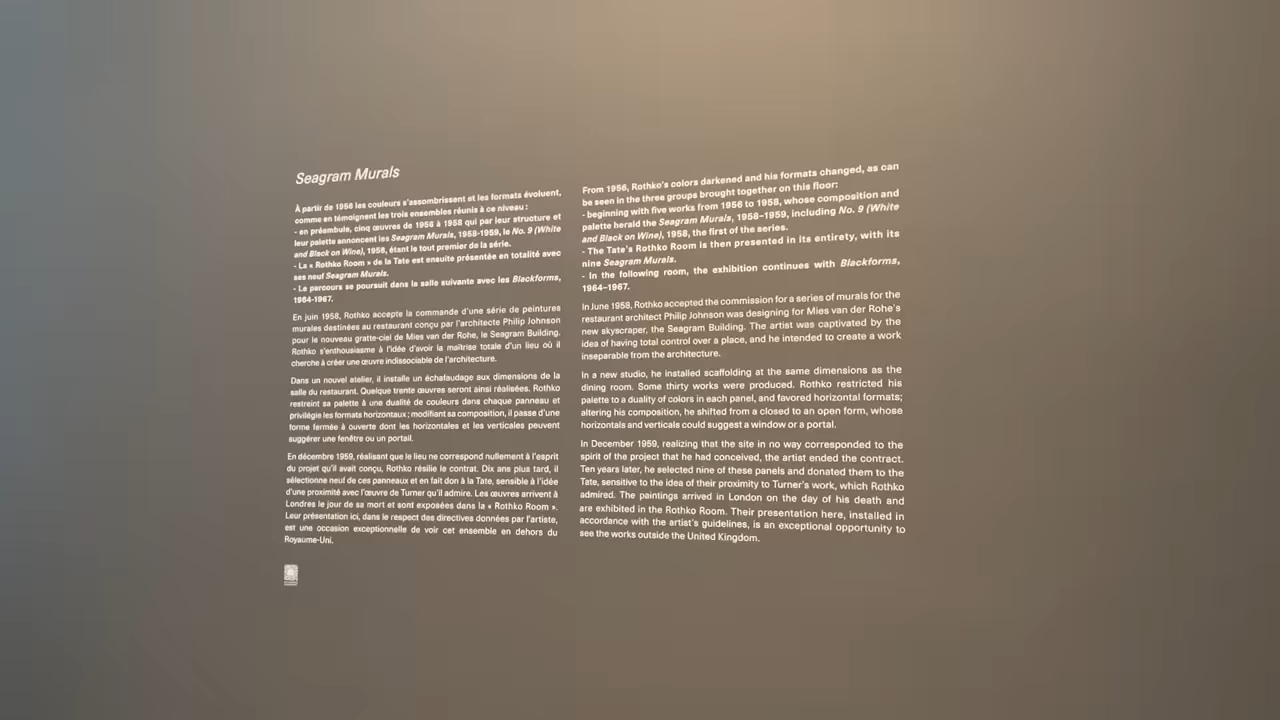 Seagram Murals
À partir de 1956 les couleurs s'assombrissent et les formats évoluent,
comme en témoignent les trois ensembles réunis à ce niveau :
- en préambule, cinq œuvres de 1956 à 1958 qui par leur structure et
leur palette annoncent les Seagram Murals, 1958-1959, le No. 9 (White
and Black on Wine), 1958, étant le tout premier de la série.
- La « Rothko Room » de la Tate est ensuite présentée en totalité avec
ses neuf Seagram Murals.
- Le parcours se poursuit dans la salle suivante avec les Blackforms,
1964-1967.
En juin 1958, Rothko accepte la commande d'une série de peintures
murales destinées au restaurant conçu par l'architecte Philip Johnson
pour le nouveau gratte-ciel de Mies van der Rohe, le Seagram Building.
Rothko s'enthousiasme à l'idée d'avoir la maîtrise totale d'un lieu où il
cherche à créer une œuvre indissociable de l'architecture.
Dans un nouvel atelier, il installe un échafaudage aux dimensions de la
salle du restaurant. Quelque trente œuvres seront ainsi réalisées. Rothko
restreint sa palette à une dualité de couleurs dans chaque panneau et
privilégie les formats horizontaux ; modifiant sa composition, il passe d'une
forme fermée à ouverte dont les horizontales et les verticales peuvent
suggérer une fenêtre ou un portail.
En décembre 1959, réalisant que le lieu ne correspond nullement à l'esprit
du projet qu'il avait conçu, Rothko résilie le contrat. Dix ans plus tard, il
sélectionne neuf de ces panneaux et en fait don à la Tate, sensible à l'idée
d'une proximité avec l'œuvre de Turner qu'il admire. Les œuvres arrivent à
Londres le jour de sa mort et sont exposées dans la « Rothko Room ».
Leur présentation ici, dans le respect des directives données par l'artiste,
est une occasion exceptionnelle de voir cet ensemble en dehors du
Royaume-Uni.
From 1956, Rothko's colors darkened and his formats changed, as can
be seen in the three groups brought together on this floor:
- beginning with five works from 1956 to 1958, whose composition and
palette herald the Seagram Murals, 1958–1959, including No. 9 (White
and Black on Wine), 1958, the first of the series.
- The Tate's Rothko Room is then presented in its entirety, with its
nine Seagram Murals.
- In the following room, the exhibition continues with Blackforms,
1964–1967.
In June 1958, Rothko accepted the commission for a series of murals for the
restaurant architect Philip Johnson was designing for Mies van der Rohe's
new skyscraper, the Seagram Building. The artist was captivated by the
idea of having total control over a place, and he intended to create a work
inseparable from the architecture.
In a new studio, he installed scaffolding at the same dimensions as the
dining room. Some thirty works were produced. Rothko restricted his
palette to a duality of colors in each panel, and favored horizontal formats;
altering his composition, he shifted from a closed to an open form, whose
horizontals and verticals could suggest a window or a portal.
In December 1959, realizing that the site in no way corresponded to the
spirit of the project that he had conceived, the artist ended the contract.
Ten years later, he selected nine of these panels and donated them to the
Tate, sensitive to the idea of their proximity to Turner's work, which Rothko
admired. The paintings arrived in London on the day of his death and
are exhibited in the Rothko Room. Their presentation here, installed in
accordance with the artist's guidelines, is an exceptional opportunity to
see the works outside the United Kingdom.